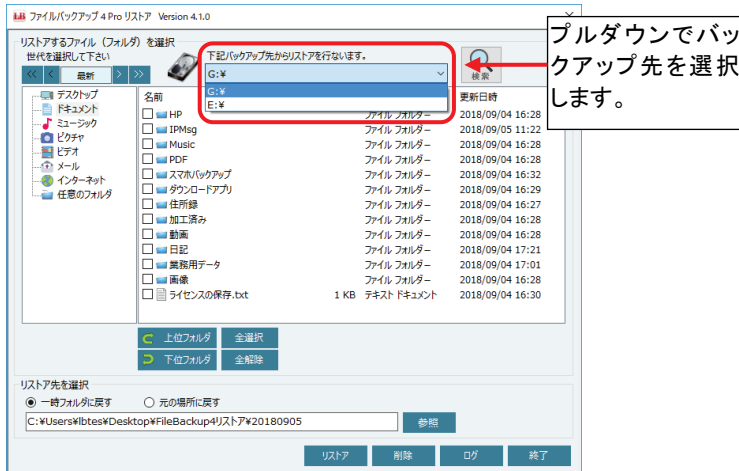 LB ファイルバックアップ 4 Pro リストア Version 4.1.0
リストアするファイル（フォルダ）を選択
世代を選択して下さい
<< < 最新 > >>
下記バックアップ先からリストアを行ないます。
G:¥
G:¥
E:¥
検索
プルダウンでバッ
クアップ先を選択
します。
デスクトップ
ドキュメント
ミュージック
ピクチャ
ビデオ
メール
インターネット
任意のフォルダ
名前 更新日時
HP ファイル フォルダー 2018/09/04 16:28
IPMsg ファイル フォルダー 2018/09/05 11:22
Music ファイル フォルダー 2018/09/04 16:28
PDF ファイル フォルダー 2018/09/04 16:28
スマホバックアップ ファイル フォルダー 2018/09/04 16:32
ダウンロードアプリ ファイル フォルダー 2018/09/04 16:29
住所録 ファイル フォルダー 2018/09/04 16:27
加工済み ファイル フォルダー 2018/09/04 16:28
動画 ファイル フォルダー 2018/09/04 16:28
日記 ファイル フォルダー 2018/09/04 17:21
業務用データ ファイル フォルダー 2018/09/04 17:01
画像 ファイル フォルダー 2018/09/04 16:28
ライセンスの保存.txt 1 KB テキスト ドキュメント 2018/09/04 16:30
上位フォルダ 全選択
下位フォルダ 全解除
リストア先を選択
一時フォルダに戻す 元の場所に戻す
C:¥Users¥lbtes¥Desktop¥FileBackup4リストア¥20180905 参照
リストア 削除 ログ 終了